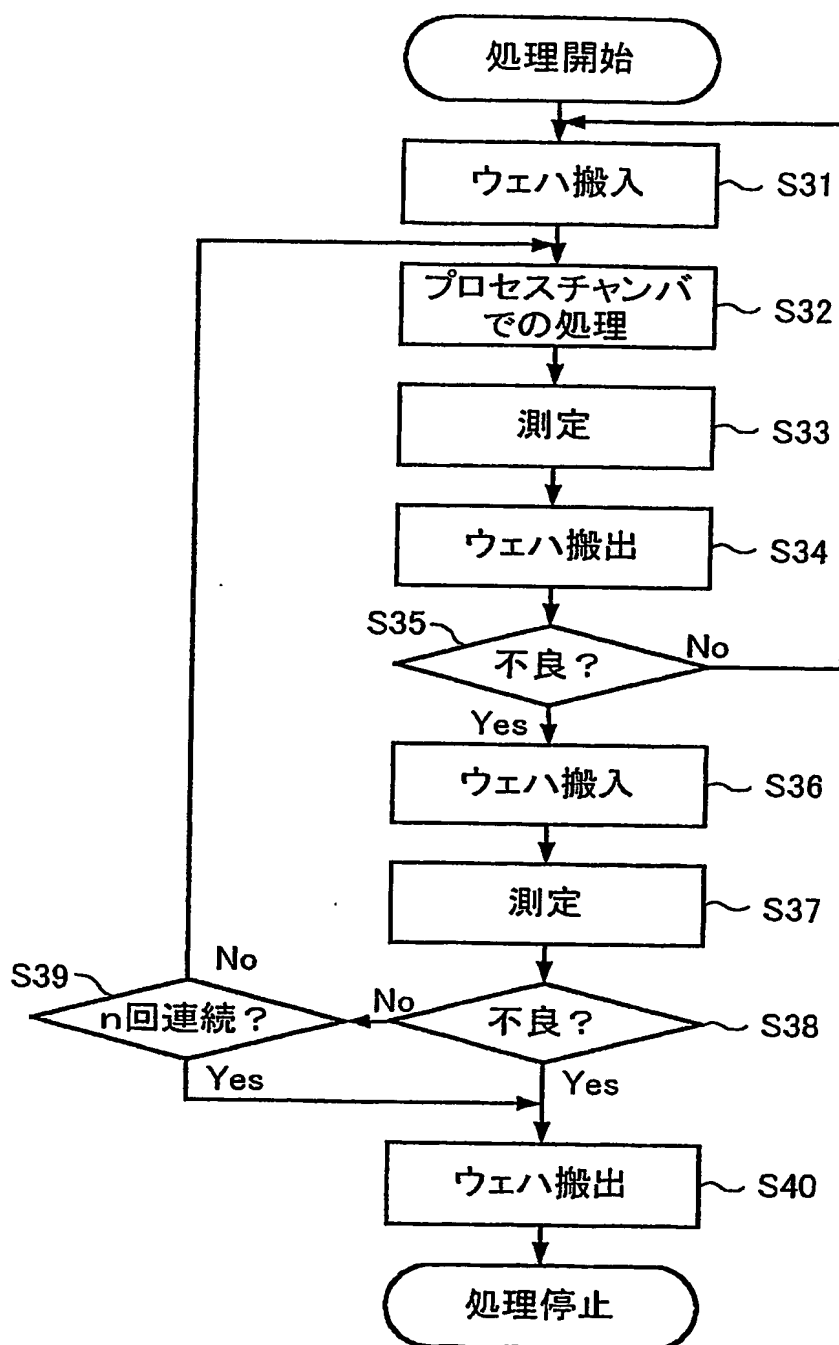 処理開始
ウェハ搬入
S31
プロセスチャンバ
での処理
S32
測定
S33
ウェハ搬出
S34
S35
不良？
No
Yes
ウェハ搬入
S36
測定
S37
S39
No
n回連続？
Yes
No
不良？
S38
Yes
ウェハ搬出
S40
処理停止